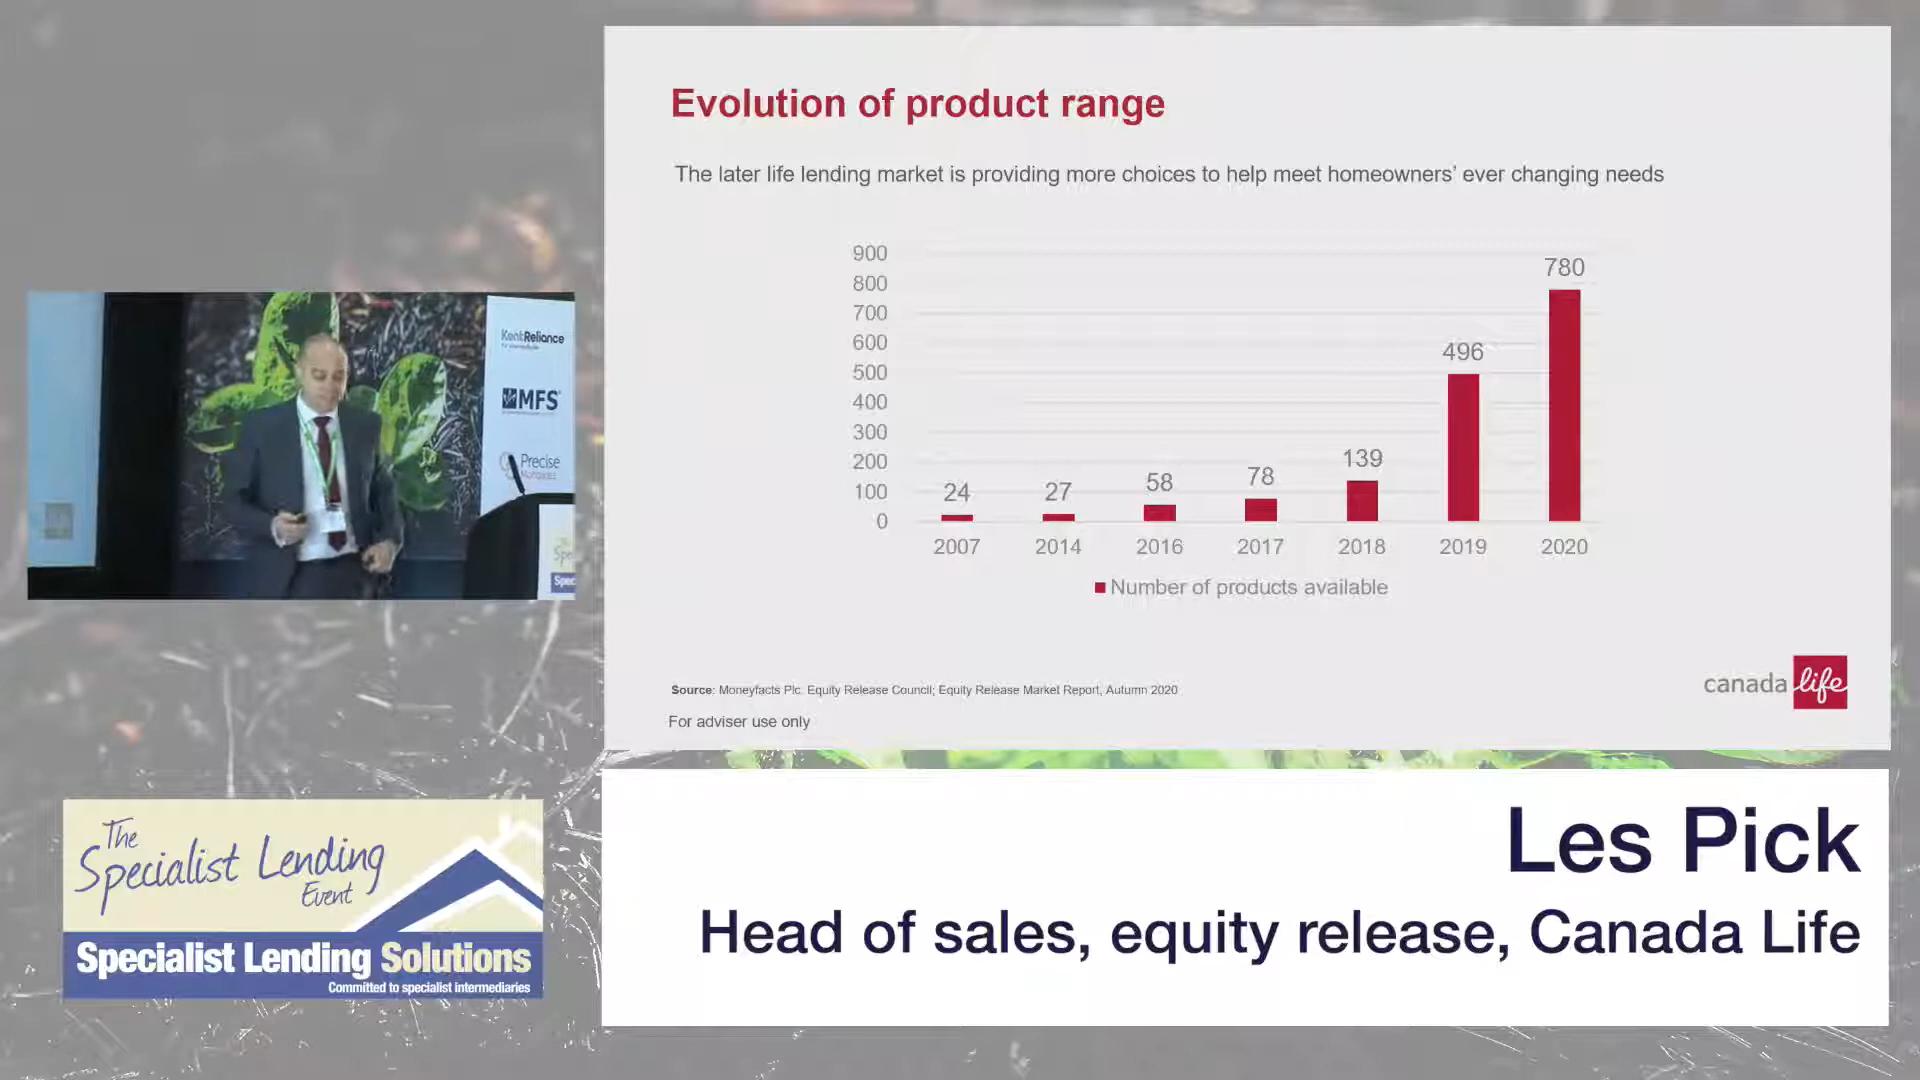 Evolution of product range
The later life lending market is providing more choices to help meet homeowners' ever changing needs
900
800
700
600
500
400
300
200
100
0
24
27
58
78
139
496
780
2007
2014
2016
2017
2018
2019
2020
Number of products available
Source: Moneyfacts Plc. Equity Release Council; Equity Release Market Report, Autumn 2020
For adviser use only
canada life
KentReliance
MFS
Precise
Spec
The
Specialist Lending
Event
Specialist Lending Solutions
Committed to specialist intermediaries
Les Pick
Head of sales, equity release, Canada Life